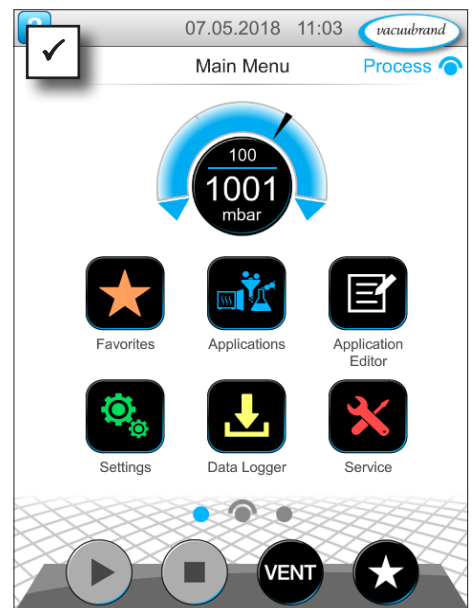 07.05.2018 11:03 vacuubrand
Main Menu Process
100
1001
mbar
Favorites Applications Application
Editor
Settings Data Logger Service
VENT